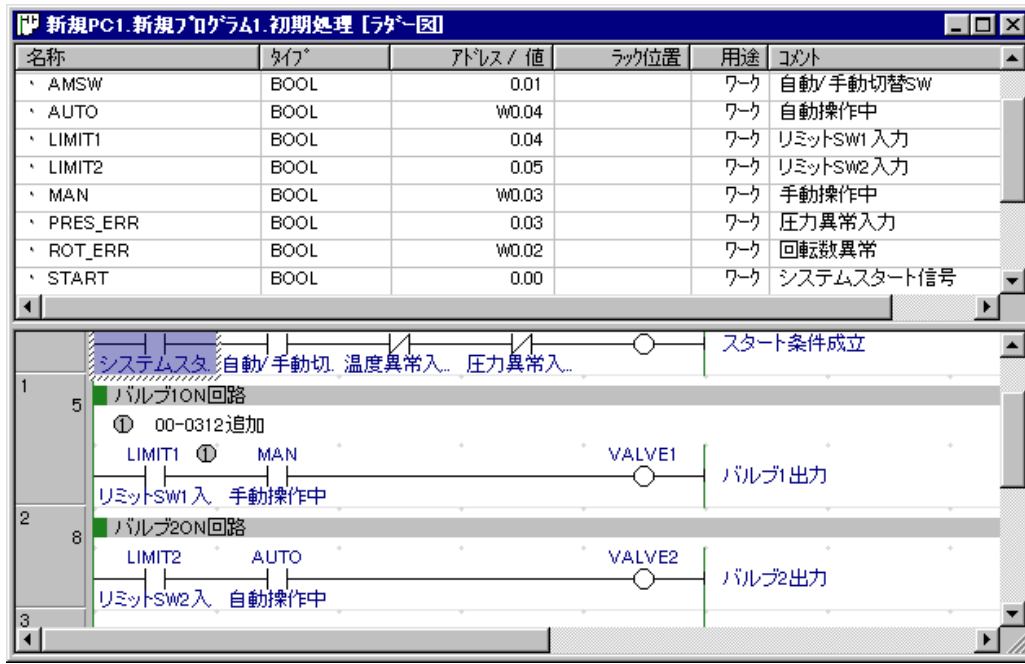 新規PC1.新規プログラム1.初期処理 [ラダー図]
名称 タイプ アドレス / 値 ラック位置 用途 コメント
・ AMSW BOOL 0.01 ワーク 自動/手動切替SW
・ AUTO BOOL W0.04 ワーク 自動操作中
・ LIMIT1 BOOL 0.04 ワーク リミットSW1入力
・ LIMIT2 BOOL 0.05 ワーク リミットSW2入力
・ MAN BOOL W0.03 ワーク 手動操作中
・ PRES_ERR BOOL 0.03 ワーク 圧力異常入力
・ ROT_ERR BOOL W0.02 ワーク 回転数異常
・ START BOOL 0.00 ワーク システムスタート信号
スタート条件成立
システムスタ. 自動/手動切. 温度異常入.. 圧力異常入..
1 5 バルブ1ON回路
① 00-0312追加
LIMIT1 ① MAN VALVE1
バルブ1出力
リミットSW1入 手動操作中
2 8 バルブ2ON回路
LIMIT2 AUTO VALVE2
バルブ2出力
リミットSW2入 自動操作中
3